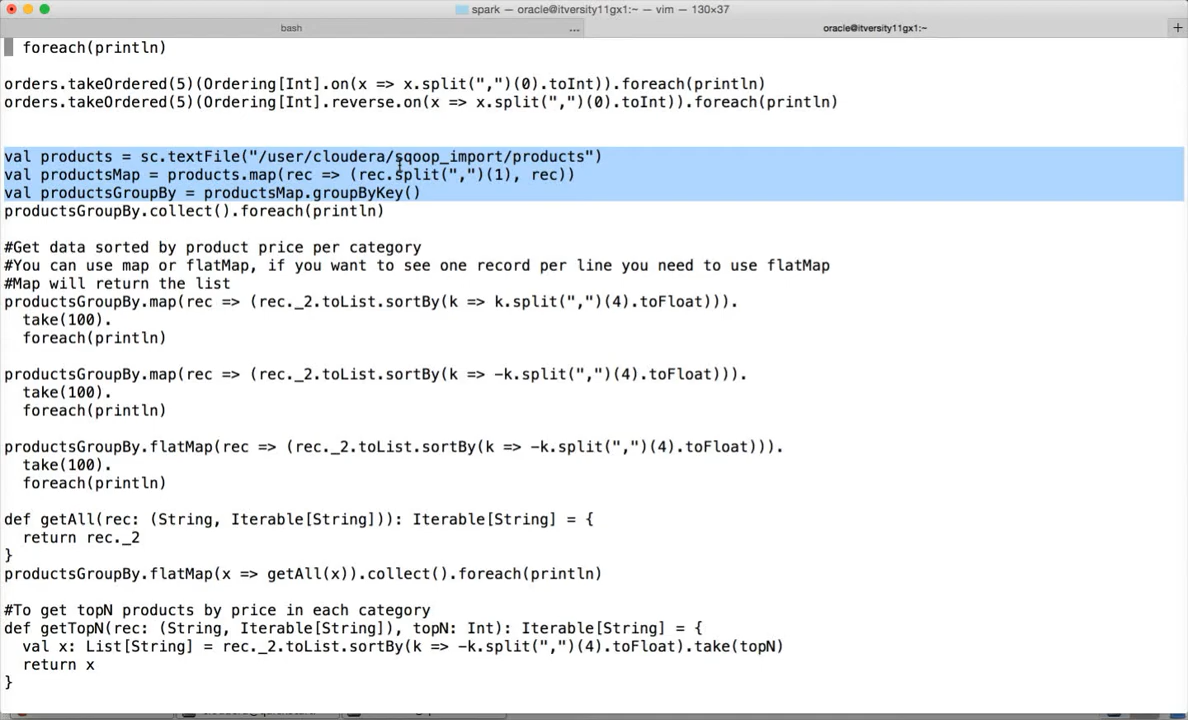 spark — oracle@itversity11gx1:~ — vim — 130×37
bash
...
oracle@itversity11gx1:~
+
foreach(println)
orders.takeOrdered(5)(Ordering[Int].on(x => x.split(",")(0).toInt)).foreach(println)
orders.takeOrdered(5)(Ordering[Int].reverse.on(x => x.split(",")(0).toInt)).foreach(println)
val products = sc.textFile("/user/cloudera/sqoop_import/products")
val productsMap = products.map(rec => (rec.split(",")(1), rec))
val productsGroupBy = productsMap.groupByKey()
productsGroupBy.collect().foreach(println)
#Get data sorted by product price per category
#You can use map or flatMap, if you want to see one record per line you need to use flatMap
#Map will return the list
productsGroupBy.map(rec => (rec._2.toList.sortBy(k => k.split(",")(4).toFloat))).
take(100).
foreach(println)
productsGroupBy.map(rec => (rec._2.toList.sortBy(k => -k.split(",")(4).toFloat))).
take(100).
foreach(println)
productsGroupBy.flatMap(rec => (rec._2.toList.sortBy(k => -k.split(",")(4).toFloat))).
take(100).
foreach(println)
def getAll(rec: (String, Iterable[String])): Iterable[String] = {
return rec._2
}
productsGroupBy.flatMap(x => getAll(x)).collect().foreach(println)
#To get topN products by price in each category
def getTopN(rec: (String, Iterable[String]), topN: Int): Iterable[String] = {
val x: List[String] = rec._2.toList.sortBy(k => -k.split(",")(4).toFloat).take(topN)
return x
}